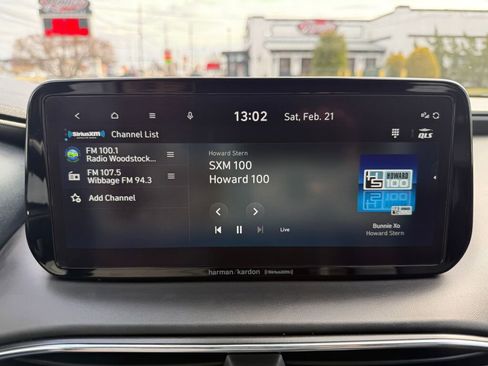 13:02
Sat, Feb. 21
SiriusXM
Channel List
QLS
FM 100.1
Radio Woodstock...
FM 107.5
Wibbage FM 94.3
Add Channel
Howard Stern
SXM 100
Howard 100
Live
HOWARD
100
Bunnie Xo
Howard Stern
harman/kardon SiriusXM